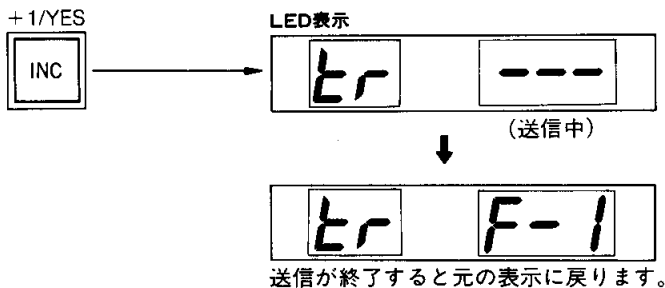 +1/YES
LED表示
INC
tr ---
(送信中)
tr F-1
送信が終了すると元の表示に戻ります。